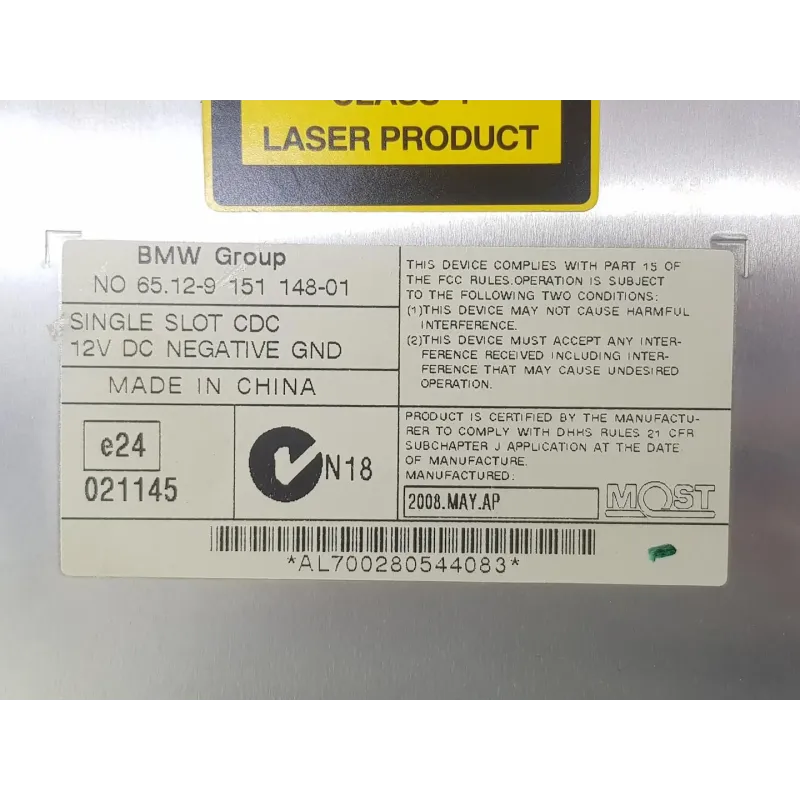 CLASS 1
LASER PRODUCT
BMW Group
NO 65.12-9 151 148-01
SINGLE SLOT CDC
12V DC NEGATIVE GND
MADE IN CHINA
e24
021145
N18
THIS DEVICE COMPLIES WITH PART 15 OF
THE FCC RULES.OPERATION IS SUBJECT
TO THE FOLLOWING TWO CONDITIONS:
(1)THIS DEVICE MAY NOT CAUSE HARMFUL
INTERFERENCE.
(2)THIS DEVICE MUST ACCEPT ANY INTER-
FERENCE RECEIVED INCLUDING INTER-
FERENCE THAT MAY CAUSE UNDESIRED
OPERATION.
PRODUCT IS CERTIFIED BY THE MANUFACTU-
RER TO COMPLY WITH DHHS RULES 21 CFR
SUBCHAPTER J APPLICATION AT THE DATE
OF MANUFACTURE.
MANUFACTURED:
2008.MAY.AP
MOST
*AL700280544083*